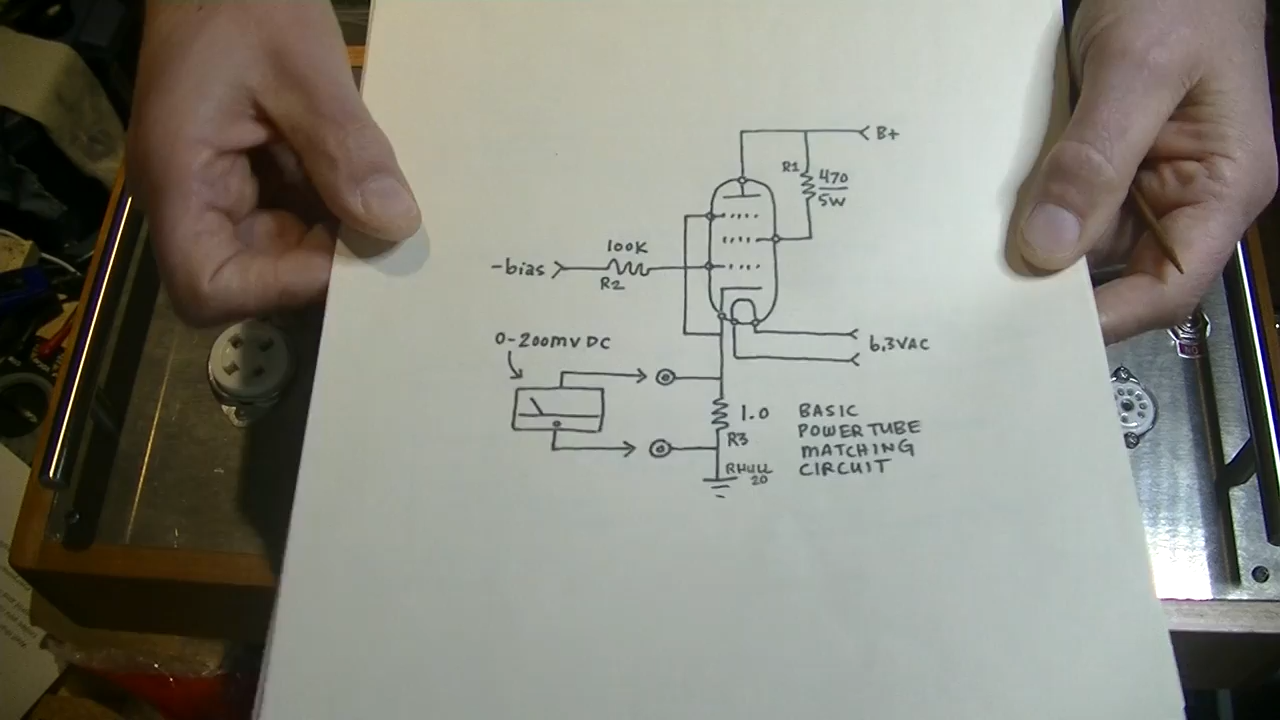 B+
R1
470
5W
100K
-bias
R2
0-200mV DC
6.3VAC
1.0
R3
BASIC
POWER TUBE
MATCHING
CIRCUIT
RHULL
20